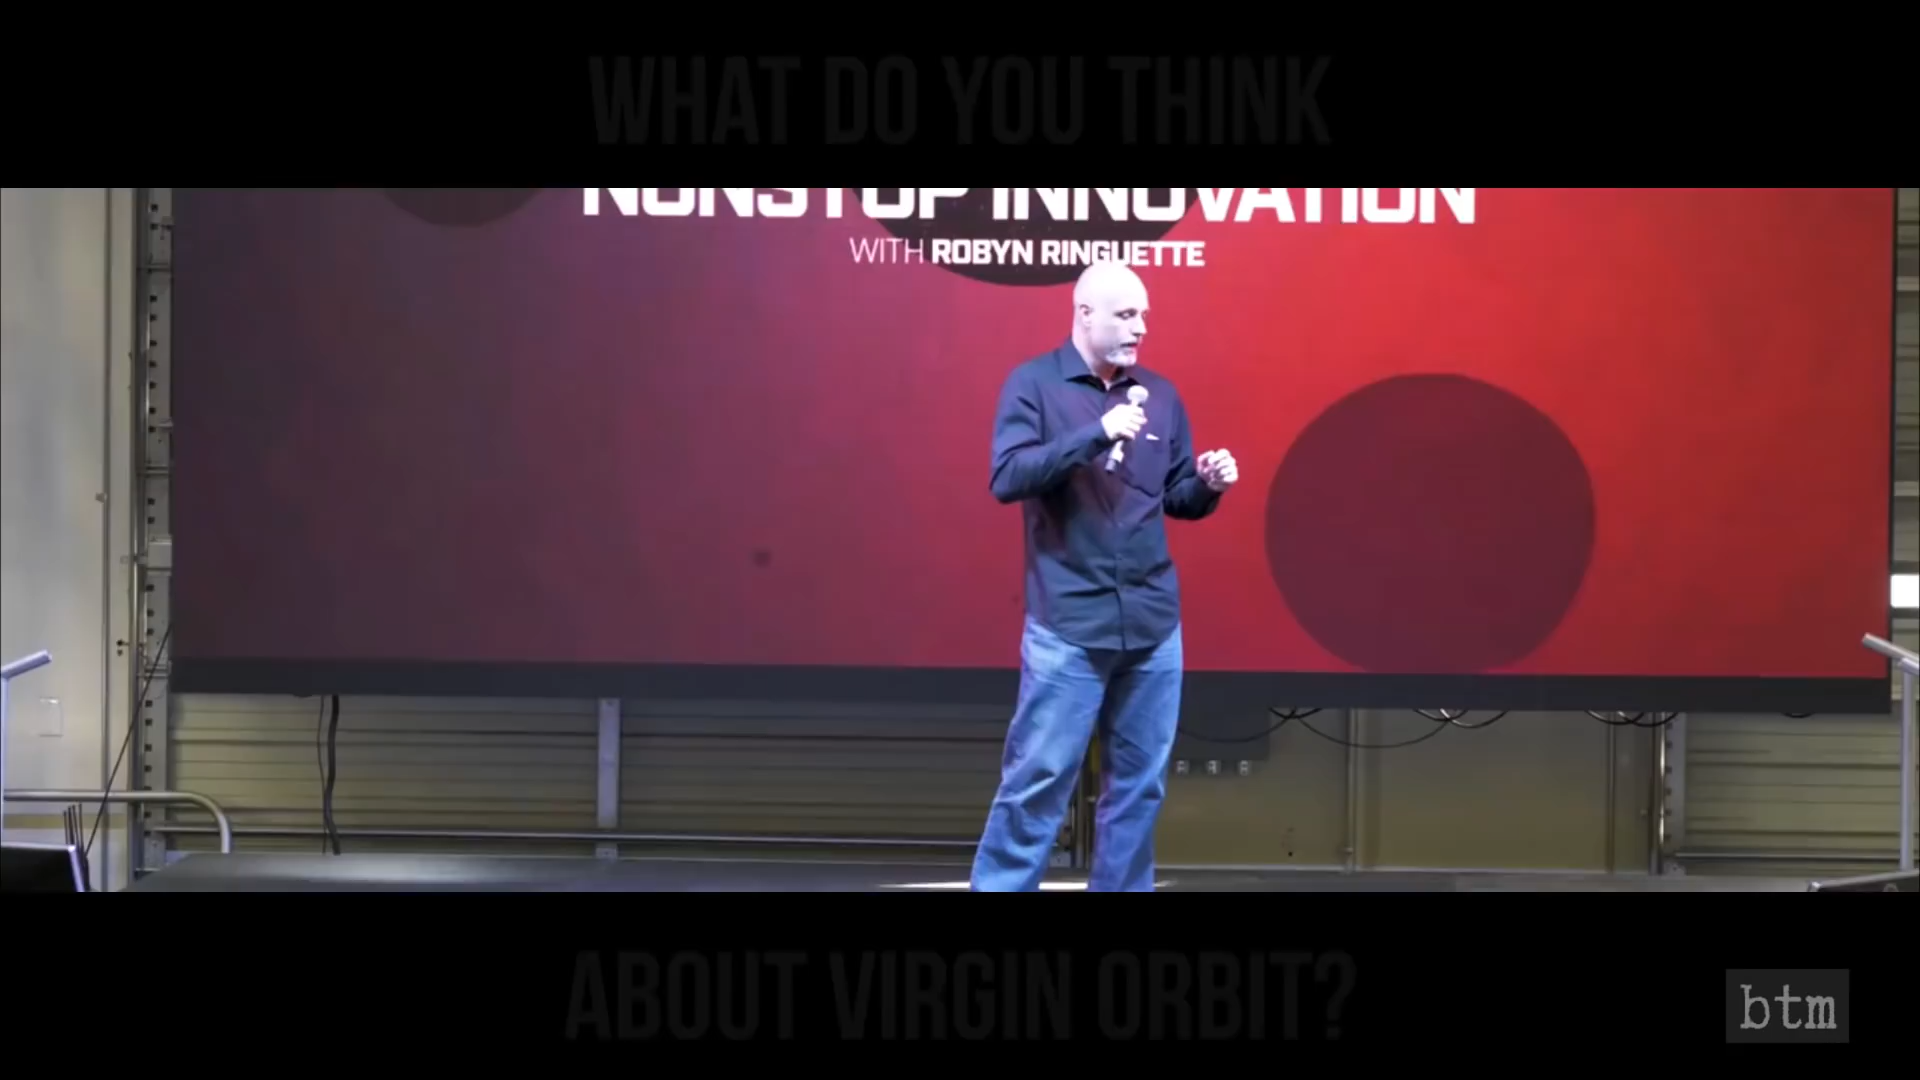 WHAT DO YOU THINK
NONSTOP INNOVATION
WITH ROBYN RINGUETTE
ABOUT VIRGIN ORBIT?
btm